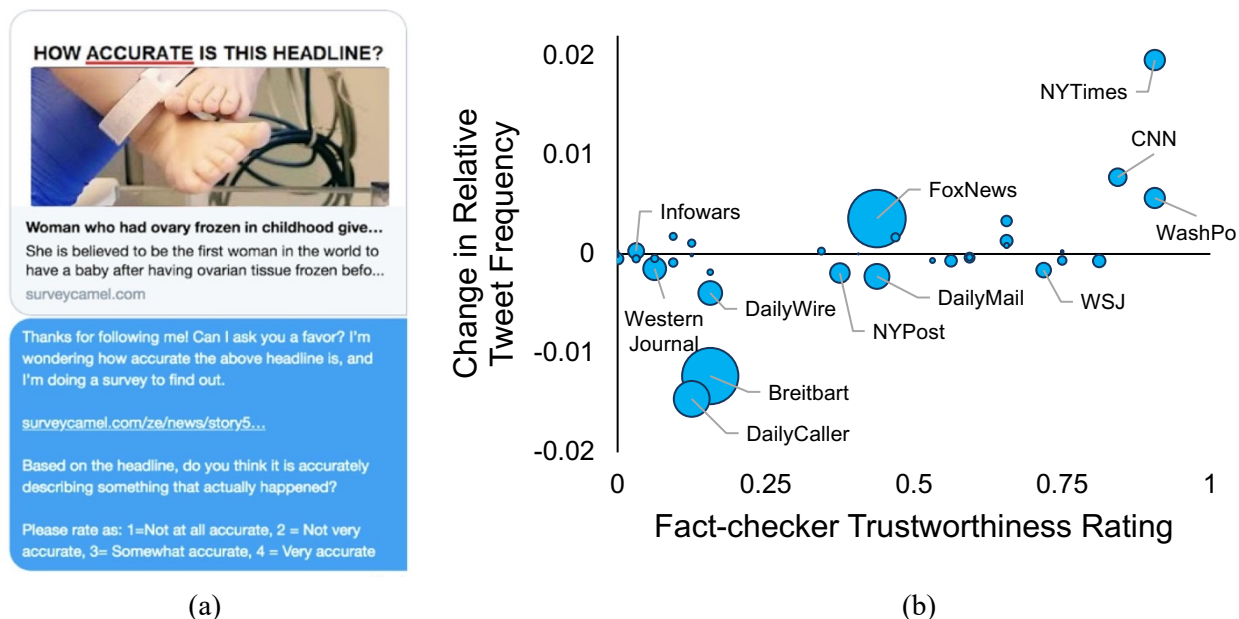 HOW ACCURATE IS THIS HEADLINE?
Woman who had ovary frozen in childhood give...
She is believed to be the first woman in the world to
have a baby after having ovarian tissue frozen befo...
surveycamel.com
Thanks for following me! Can I ask you a favor? I'm
wondering how accurate the above headline is, and
I'm doing a survey to find out.
surveycamel.com/ze/news/story5...
Based on the headline, do you think it is accurately
describing something that actually happened?
Please rate as: 1=Not at all accurate, 2 = Not very
accurate, 3= Somewhat accurate, 4 = Very accurate
(a)
Change in Relative
Tweet Frequency
0.02
0.01
0
-0.01
-0.02
NYTimes
CNN
FoxNews
Infowars
WashPo
DailyWire
DailyMail
WSJ
Western
Journal
NYPost
Breitbart
DailyCaller
0
0.25
0.5
0.75
1
Fact-checker Trustworthiness Rating
(b)